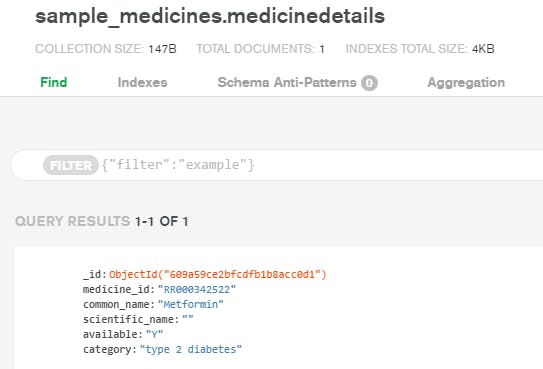 sample_medicines.medicinedetails
COLLECTION SIZE: 147B TOTAL DOCUMENTS: 1 INDEXES TOTAL SIZE: 4KB
Find Indexes Schema Anti-Patterns 0 Aggregation
FILTER {"filter":"example"}
QUERY RESULTS 1-1 OF 1
_id: ObjectId("609a59ce2bfcdfb1b8acc0d1")
medicine_id: "RR000342522"
common_name: "Metformin"
scientific_name: ""
available: "Y"
category: "type 2 diabetes"